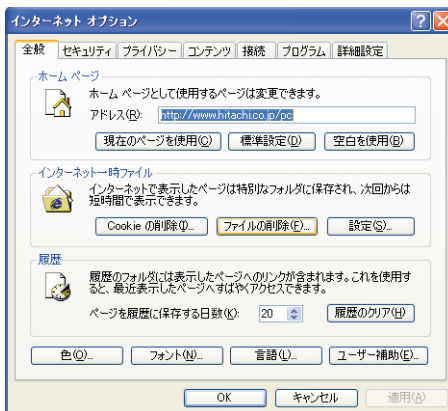 インターネット オプション
全般 セキュリティ プライバシー コンテンツ 接続 プログラム 詳細設定
ホーム ページ
ホーム ページとして使用するページは変更できます。
アドレス(R): http://www.hitachi.co.jp/pc
現在のページを使用(C) 標準設定(D) 空白を使用(B)
インターネット一時ファイル
インターネットで表示したページは特別なフォルダに保存され、次回からは
短時間で表示できます。
Cookie の削除(I)... ファイルの削除(F)... 設定(S)...
履歴
履歴のフォルダには表示したページへのリンクが含まれます。これを使用す
ると、最近表示したページへすばやくアクセスできます。
ページを履歴に保存する日数(K): 20 履歴のクリア(H)
色(O)... フォント(N)... 言語(L)... ユーザー補助(E)...
OK キャンセル 適用(A)